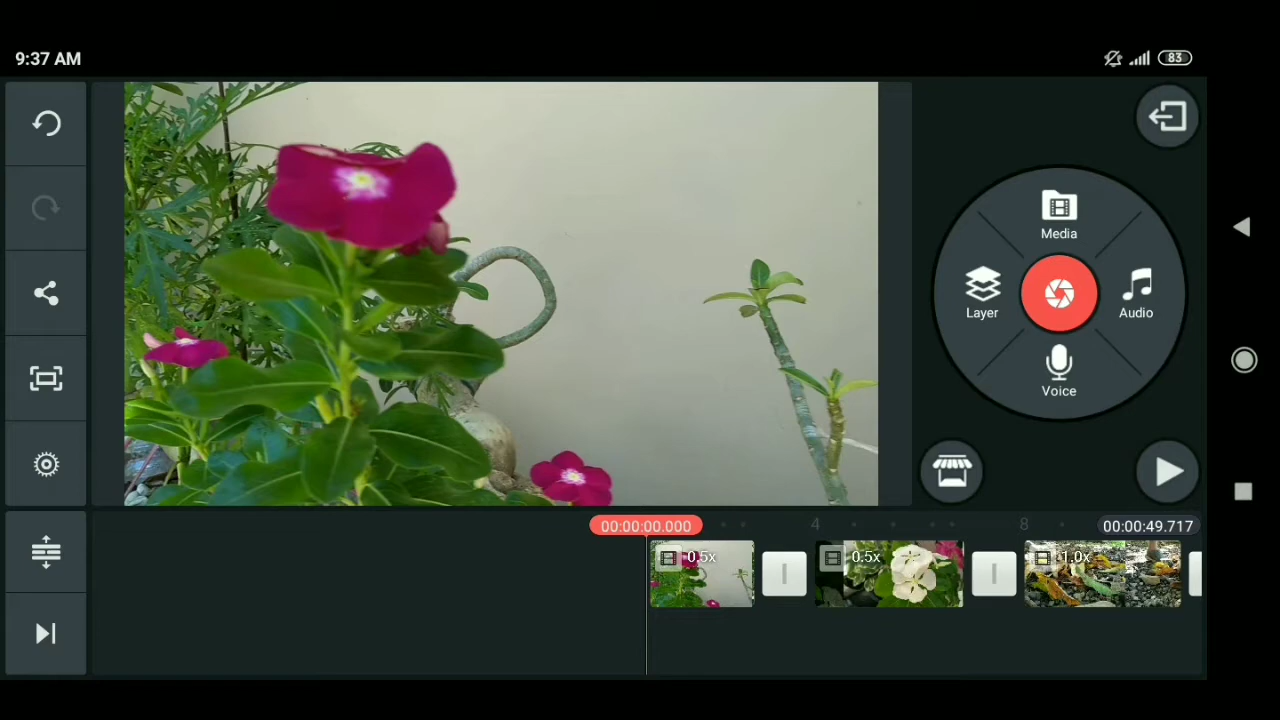 9:37 AM
83
Media
Layer
Audio
Voice
00:00:00.000
4
8
00:00:49.717
0.5x
0.5x
1.0x